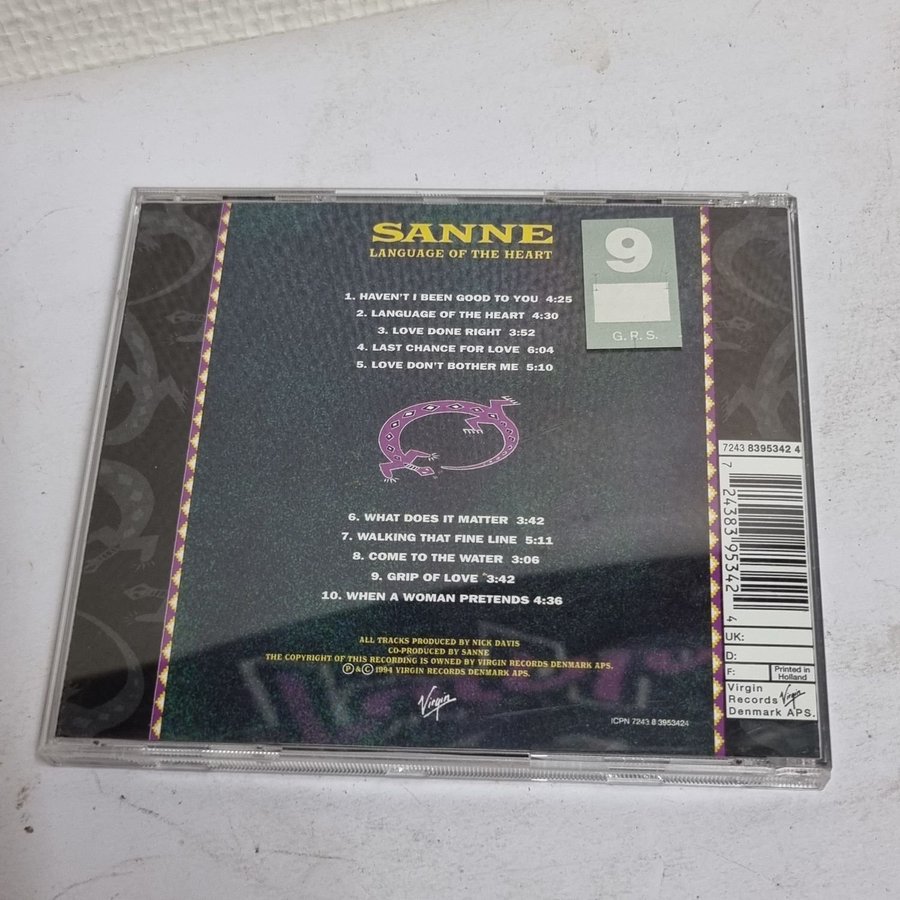 SANNE
LANGUAGE OF THE HEART
9
G.R.S.
1. HAVEN'T I BEEN GOOD TO YOU 4:25
2. LANGUAGE OF THE HEART 4:30
3. LOVE DONE RIGHT 3:52
4. LAST CHANCE FOR LOVE 6:04
5. LOVE DON'T BOTHER ME 5:10
6. WHAT DOES IT MATTER 3:42
7. WALKING THAT FINE LINE 5:11
8. COME TO THE WATER 3:06
9. GRIP OF LOVE 3:42
10. WHEN A WOMAN PRETENDS 4:36
ALL TRACKS PRODUCED BY NICK DAVIS
CO-PRODUCED BY SANNE
THE COPYRIGHT OF THIS RECORDING IS OWNED BY VIRGIN RECORDS DENMARK APS.
Ⓟ & © 1994 VIRGIN RECORDS DENMARK APS.
Virgin
ICPN 7243 8 3953424
7243 8395342 4
7 24383 95342 4
UK:
D:
F:
Printed in
Holland
Virgin
Records Virgin
Denmark APS.